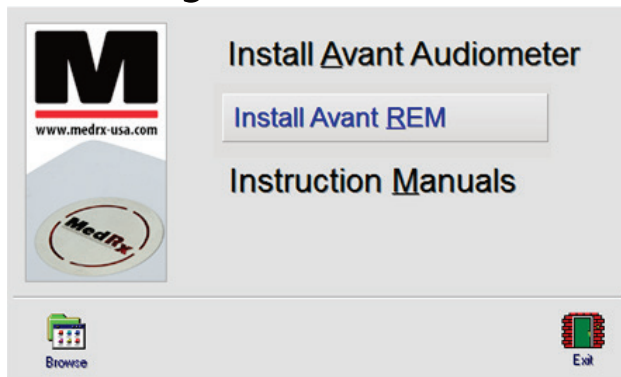 M
Install Avant Audiometer
www.medrx-usa.com
Install Avant REM
Instruction Manuals
MedRx
Browse
Exit